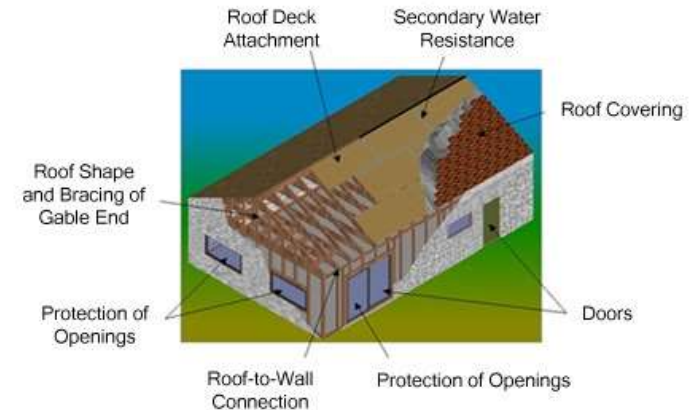 Roof Deck
Attachment
Secondary Water
Resistance
Roof Covering
Roof Shape
and Bracing of
Gable End
Protection of
Openings
Doors
Roof-to-Wall
Connection
Protection of Openings